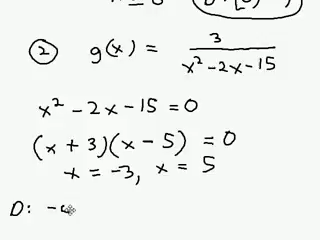 ② g(x) = 3 / (x² - 2x - 15)
x² - 2x - 15 = 0
(x + 3)(x - 5) = 0
x = -3, x = 5
D: -